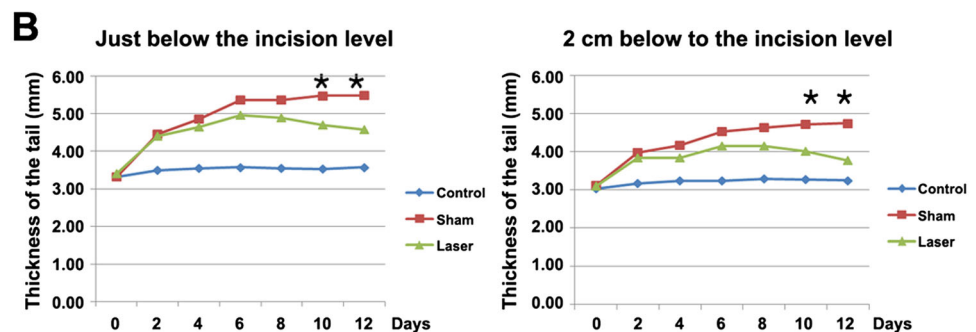 B
Just below the incision level
Thickness of the tail (mm)
6.00
5.00
4.00
3.00
2.00
1.00
0.00
0 2 4 6 8 10 12 Days
* *
Control
Sham
Laser
2 cm below to the incision level
Thickness of the tail (mm)
6.00
5.00
4.00
3.00
2.00
1.00
0.00
0 2 4 6 8 10 12 Days
* *
Control
Sham
Laser